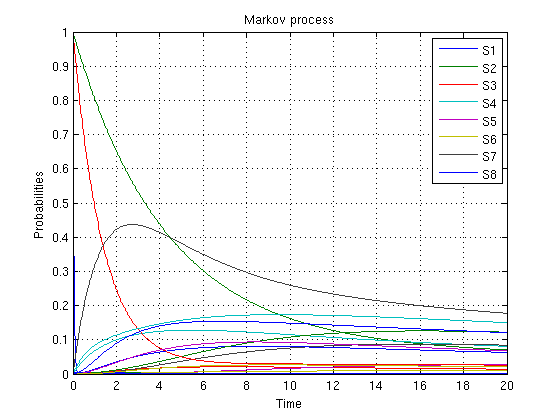 Markov process
1
0.9
0.8
0.7
0.6
0.5
0.4
0.3
0.2
0.1
0
0 2 4 6 8 10 12 14 16 18 20
Probabilities
Time
S1
S2
S3
S4
S5
S6
S7
S8